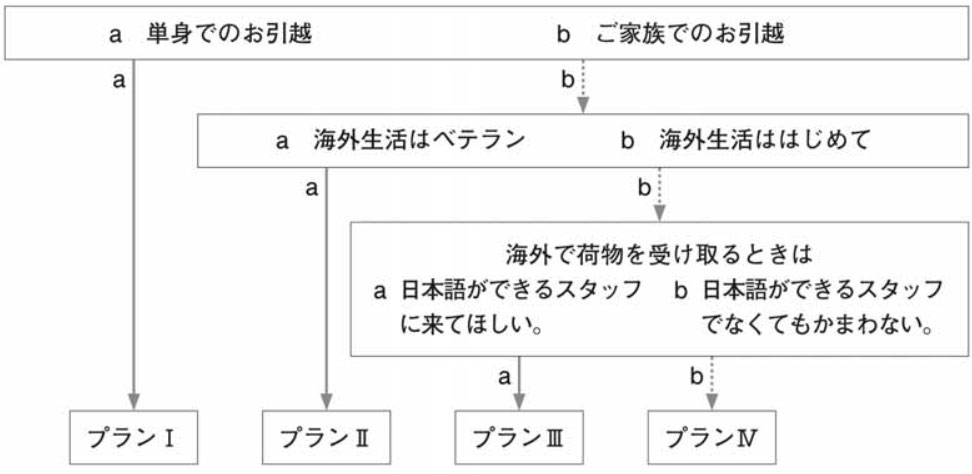 a 単身でのお引越 b ご家族でのお引越
a
b
a 海外生活はベテラン b 海外生活ははじめて
a
b
海外で荷物を受け取るときは
a 日本語ができるスタッフ b 日本語ができるスタッフ
に来てほしい。 でなくてもかまわない。
a
b
プランⅠ プランⅡ プランⅢ プランⅣ